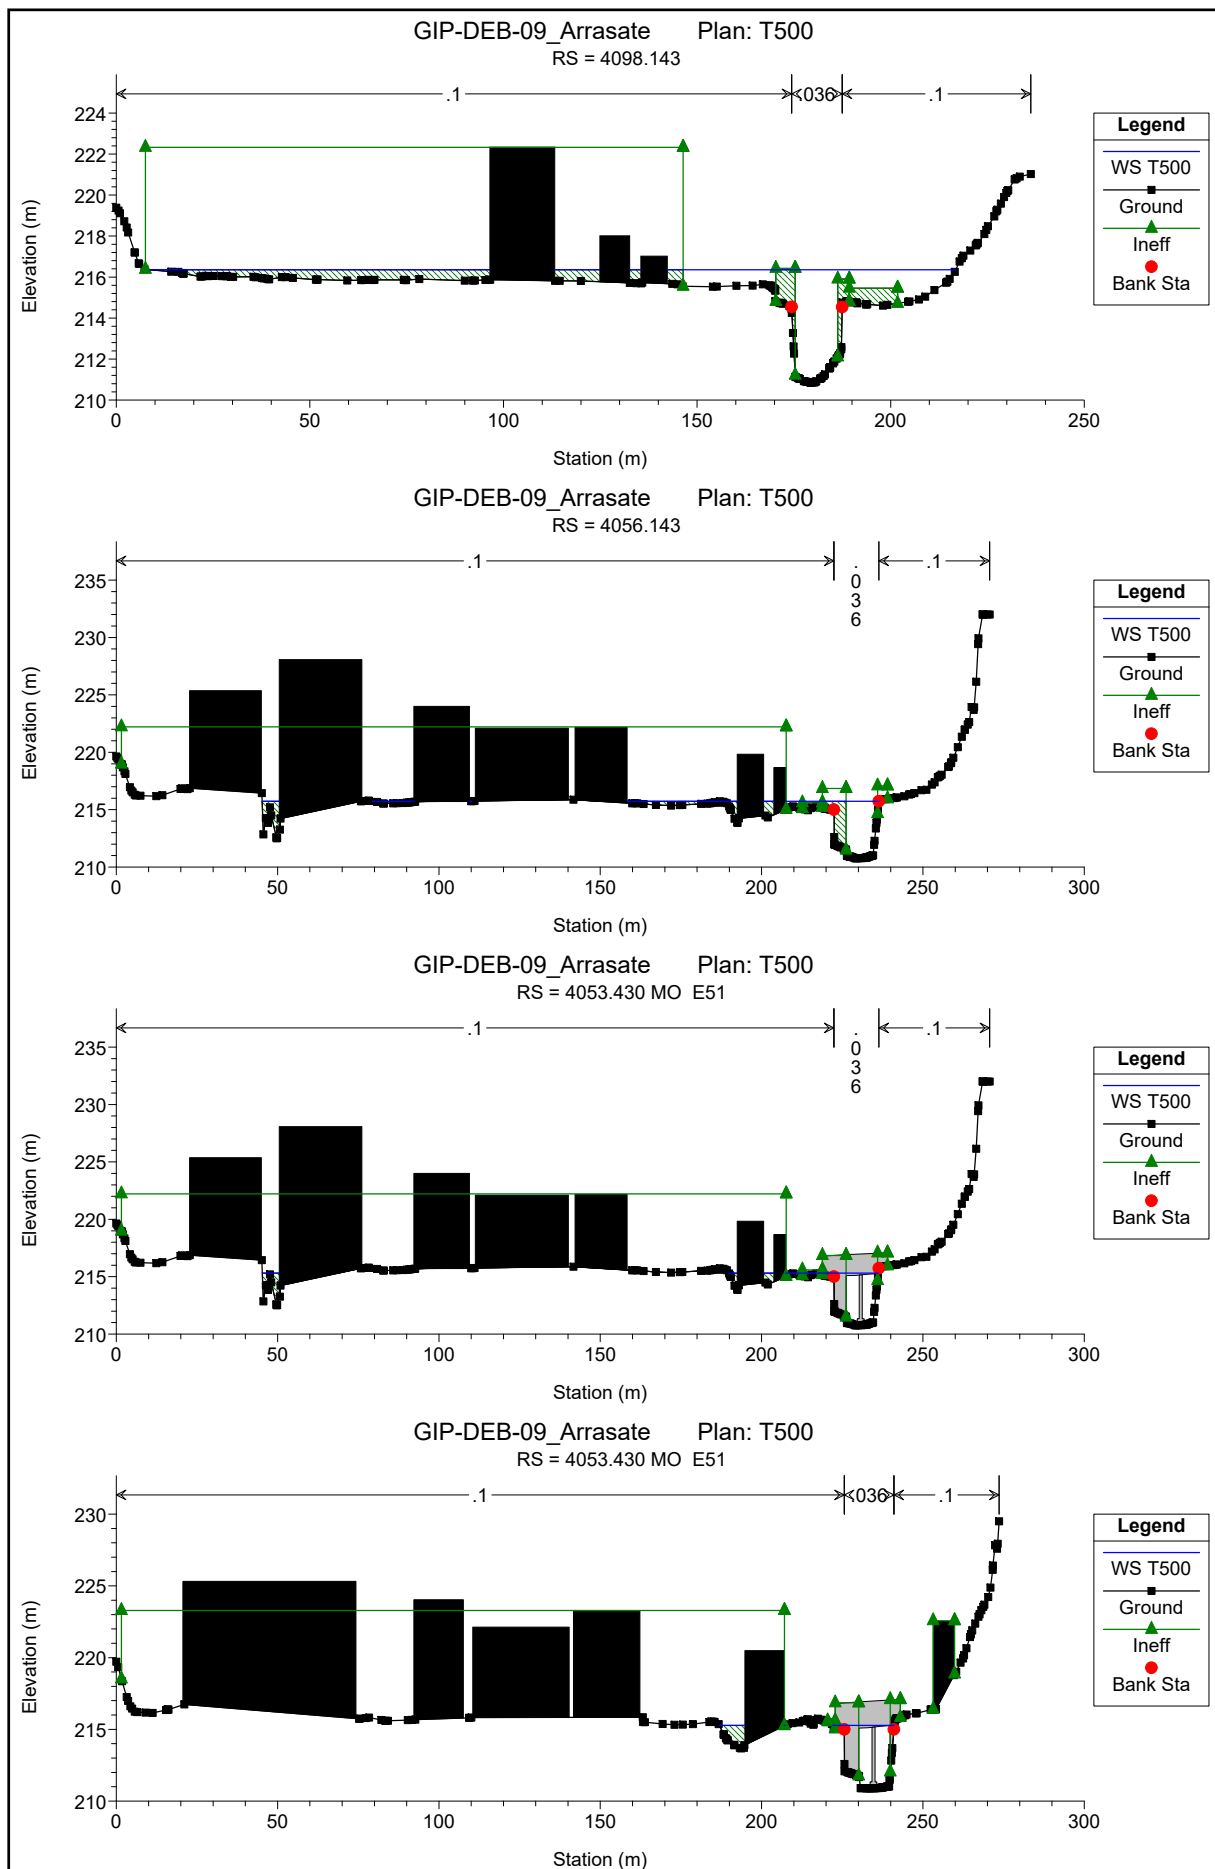 GIP-DEB-09_Arrasate Plan: T500
RS = 4098.143
.1 .036 .1
224
222
220
218
216
214
212
210
Elevation (m)
0 50 100 150 200 250
Station (m)
Legend
WS T500
Ground
Ineff
Bank Sta
GIP-DEB-09_Arrasate Plan: T500
RS = 4056.143
.1 .036 .1
235
230
225
220
215
210
Elevation (m)
0 50 100 150 200 250 300
Station (m)
Legend
WS T500
Ground
Ineff
Bank Sta
GIP-DEB-09_Arrasate Plan: T500
RS = 4053.430 MO E51
.1 .036 .1
235
230
225
220
215
210
Elevation (m)
0 50 100 150 200 250 300
Station (m)
Legend
WS T500
Ground
Ineff
Bank Sta
GIP-DEB-09_Arrasate Plan: T500
RS = 4053.430 MO E51
.1 .036 .1
230
225
220
215
210
Elevation (m)
0 50 100 150 200 250 300
Station (m)
Legend
WS T500
Ground
Ineff
Bank Sta